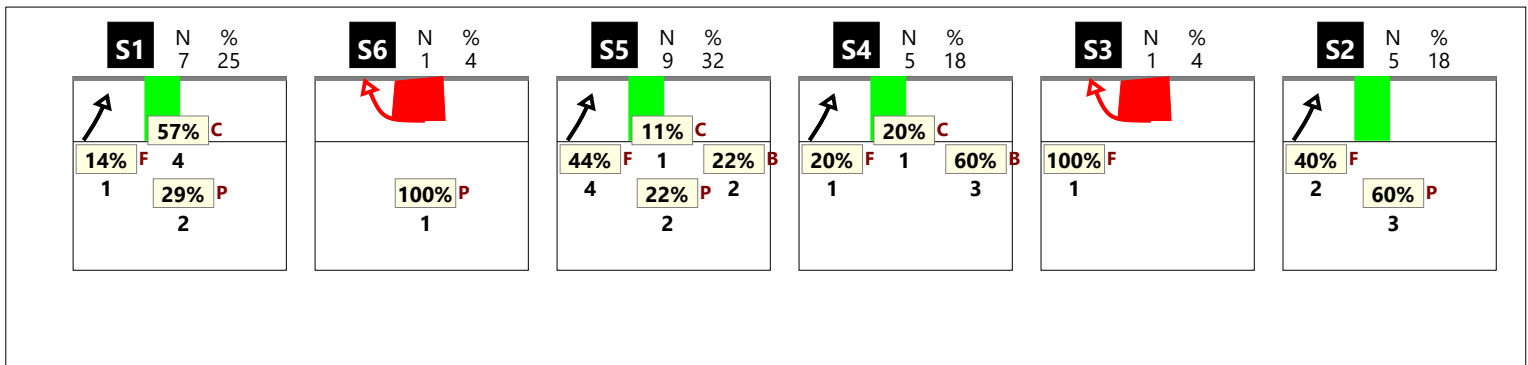 S1 N % S6 N % S5 N % S4 N % S3 N % S2 N %
7 25 1 4 9 32 5 18 1 4 5 18
57% C 11% C 20% C
14% F 4 44% F 1 22% B 20% F 1 60% B 100% F 40% F
1 4 2 1 3 1 2
29% P 100% P 22% P 60% P
2 1 2 3